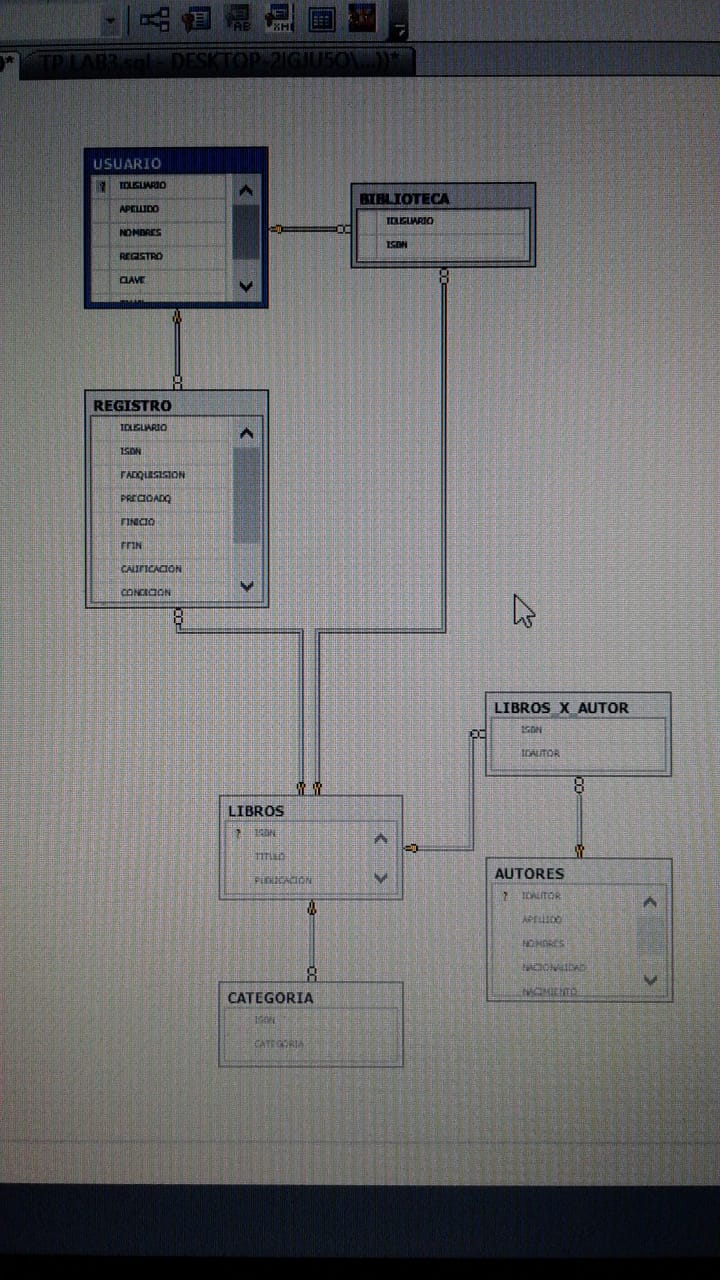 TP LAB3.sql - DESKTOP-2IGJU5O\...))*
USUARIO
IDUSUARIO
APELLIDO
NOMBRES
REGISTRO
CLAVE
BIBLIOTECA
IDUSUARIO
ISBN
REGISTRO
IDUSUARIO
ISBN
FADQUISISION
PRECIOADQ
FINICIO
FFIN
CALIFICACION
CONDICION
LIBROS_X_AUTOR
ISBN
IDAUTOR
LIBROS
ISBN
TITULO
PUBLICACION
AUTORES
IDAUTOR
APELLIDO
NOMBRES
NACIONALIDAD
NACIMIENTO
CATEGORIA
ISBN
CATEGORIA